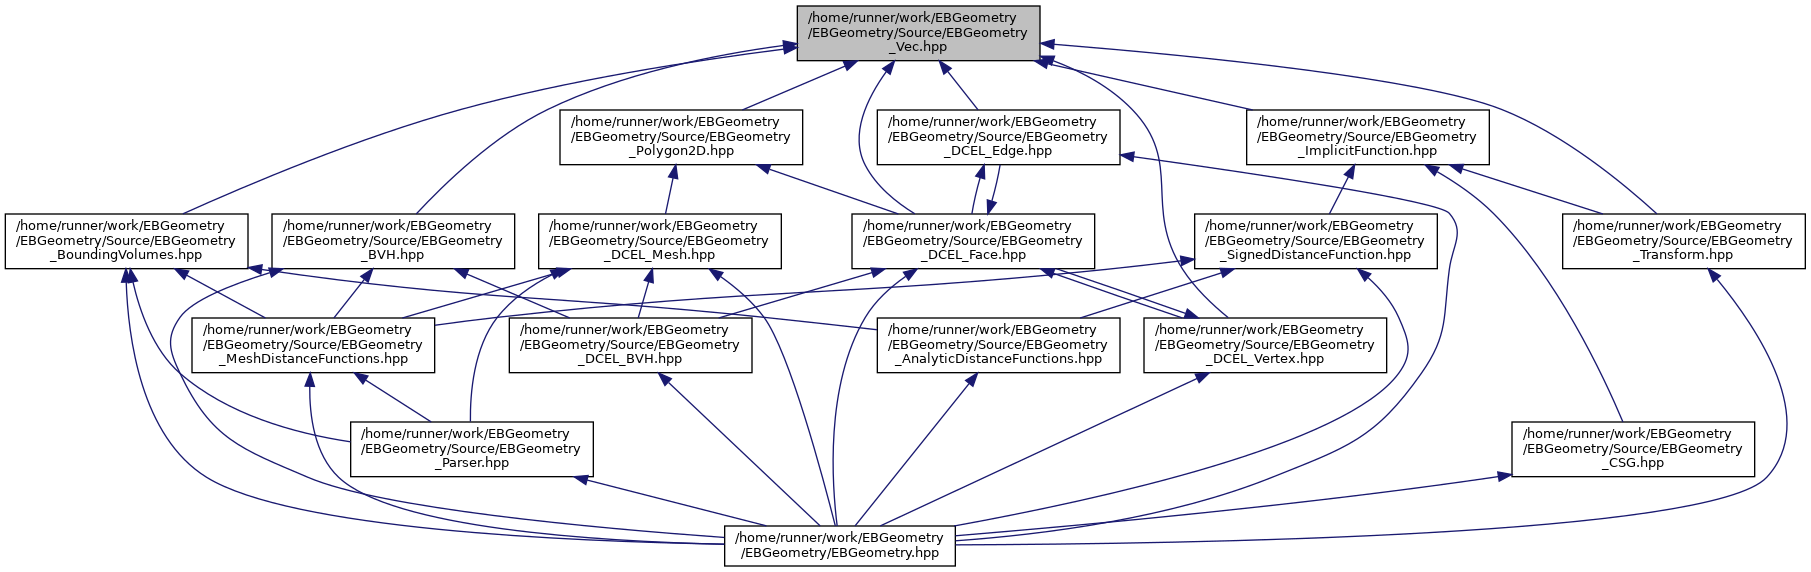 /home/runner/work/EBGeometry
/EBGeometry/Source/EBGeometry
_Vec.hpp
/home/runner/work/EBGeometry
/EBGeometry/Source/EBGeometry
_Polygon2D.hpp
/home/runner/work/EBGeometry
/EBGeometry/Source/EBGeometry
_DCEL_Edge.hpp
/home/runner/work/EBGeometry
/EBGeometry/Source/EBGeometry
_ImplicitFunction.hpp
/home/runner/work/EBGeometry
/EBGeometry/Source/EBGeometry
_BoundingVolumes.hpp
/home/runner/work/EBGeometry
/EBGeometry/Source/EBGeometry
_BVH.hpp
/home/runner/work/EBGeometry
/EBGeometry/Source/EBGeometry
_DCEL_Mesh.hpp
/home/runner/work/EBGeometry
/EBGeometry/Source/EBGeometry
_DCEL_Face.hpp
/home/runner/work/EBGeometry
/EBGeometry/Source/EBGeometry
_SignedDistanceFunction.hpp
/home/runner/work/EBGeometry
/EBGeometry/Source/EBGeometry
_Transform.hpp
/home/runner/work/EBGeometry
/EBGeometry/Source/EBGeometry
_MeshDistanceFunctions.hpp
/home/runner/work/EBGeometry
/EBGeometry/Source/EBGeometry
_DCEL_BVH.hpp
/home/runner/work/EBGeometry
/EBGeometry/Source/EBGeometry
_AnalyticDistanceFunctions.hpp
/home/runner/work/EBGeometry
/EBGeometry/Source/EBGeometry
_DCEL_Vertex.hpp
/home/runner/work/EBGeometry
/EBGeometry/Source/EBGeometry
_Parser.hpp
/home/runner/work/EBGeometry
/EBGeometry/Source/EBGeometry
_CSG.hpp
/home/runner/work/EBGeometry
/EBGeometry/EBGeometry.hpp